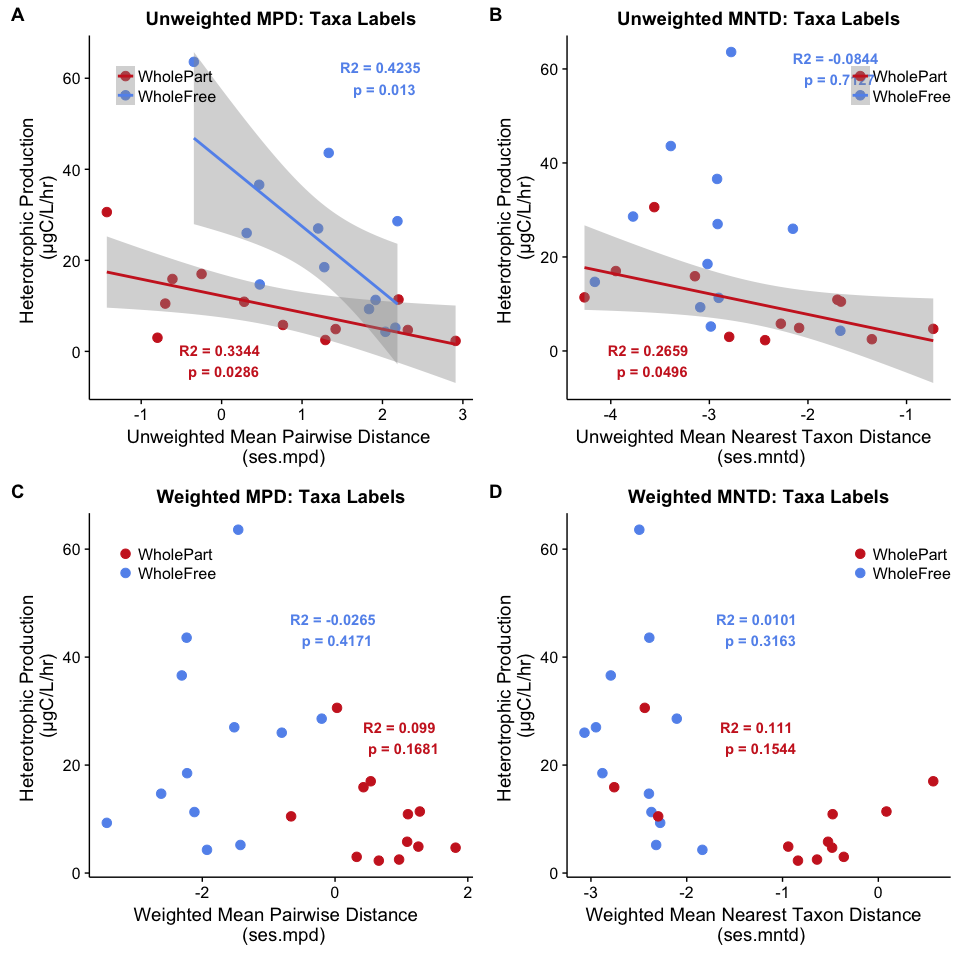 A
Unweighted MPD: Taxa Labels
R2 = 0.4235
p = 0.013
WholePart
WholeFree
R2 = 0.3344
p = 0.0286
Heterotrophic Production
(µgC/L/hr)
60
40
20
0
-1 0 1 2 3
Unweighted Mean Pairwise Distance
(ses.mpd)
B
Unweighted MNTD: Taxa Labels
R2 = -0.0844
p = 0.7127
WholePart
WholeFree
R2 = 0.2659
p = 0.0496
Heterotrophic Production
(µgC/L/hr)
60
40
20
0
-4 -3 -2 -1
Unweighted Mean Nearest Taxon Distance
(ses.mntd)
C
Weighted MPD: Taxa Labels
WholePart
WholeFree
R2 = -0.0265
p = 0.4171
R2 = 0.099
p = 0.1681
Heterotrophic Production
(µgC/L/hr)
60
40
20
0
-2 0 2
Weighted Mean Pairwise Distance
(ses.mpd)
D
Weighted MNTD: Taxa Labels
WholePart
WholeFree
R2 = 0.0101
p = 0.3163
R2 = 0.111
p = 0.1544
Heterotrophic Production
(µgC/L/hr)
60
40
20
0
-3 -2 -1 0
Weighted Mean Nearest Taxon Distance
(ses.mntd)